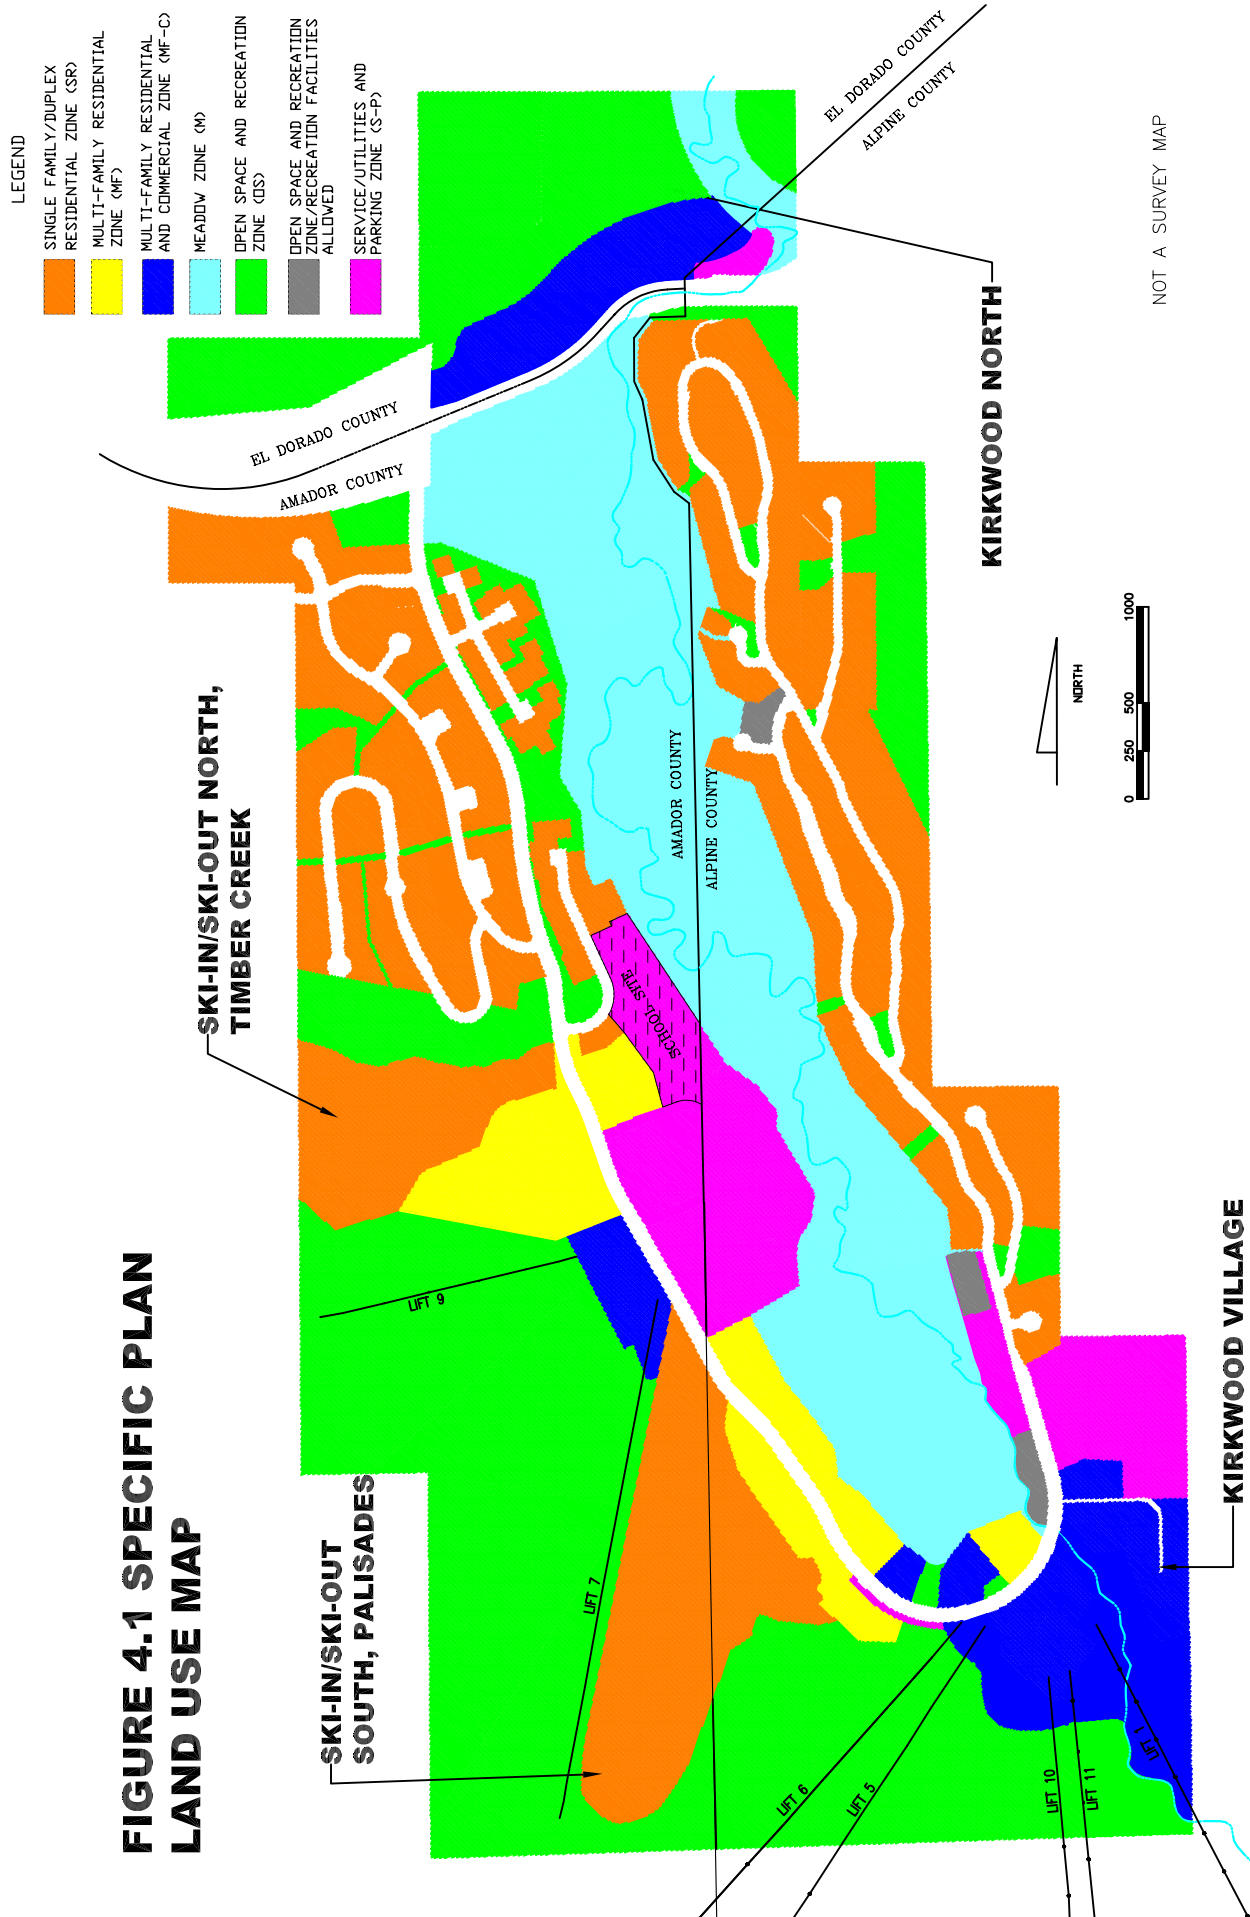 FIGURE 4.1 SPECIFIC PLAN
LAND USE MAP
LEGEND
SINGLE FAMILY/DUPLEX
RESIDENTIAL ZONE (SR)
MULTI-FAMILY RESIDENTIAL
ZONE (MF)
MULTI-FAMILY RESIDENTIAL
AND COMMERCIAL ZONE (MF-C)
MEADOW ZONE (M)
OPEN SPACE AND RECREATION
ZONE (OS)
OPEN SPACE AND RECREATION
ZONE/RECREATION FACILITIES
ALLOWED
SERVICE/UTILITIES AND
PARKING ZONE (S-P)
SKI-IN/SKI-OUT NORTH,
TIMBER CREEK
SKI-IN/SKI-OUT
SOUTH, PALISADES
EL DORADO COUNTY
AMADOR COUNTY
EL DORADO COUNTY
ALPINE COUNTY
AMADOR COUNTY
ALPINE COUNTY
SCHOOL SITE
LIFT 9
LIFT 7
LIFT 6
LIFT 5
LIFT 10
LIFT 11
LIFT 1
KIRKWOOD NORTH
KIRKWOOD VILLAGE
NORTH
0 250 500 1000
NOT A SURVEY MAP